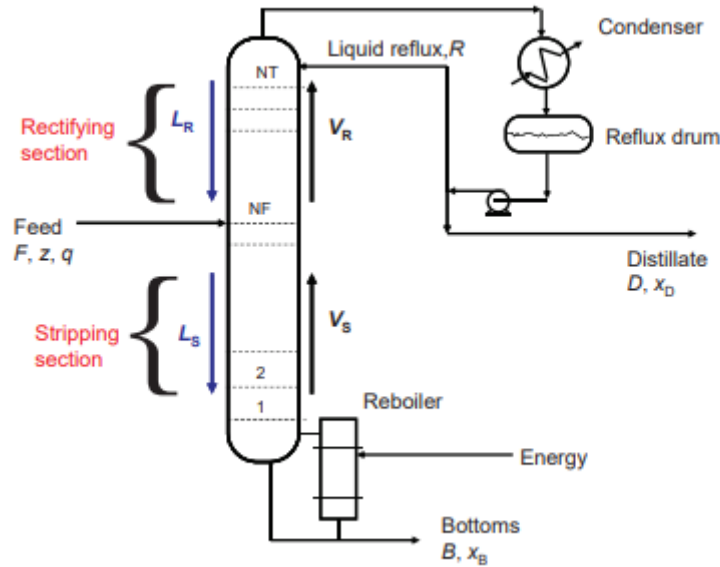 Condenser
Liquid reflux,R
NT
Rectifying
section
L_R
V_R
Reflux drum
NF
Feed
F, z, q
Distillate
D, x_D
Stripping
section
L_S
V_S
2
1
Reboiler
Energy
Bottoms
B, x_B